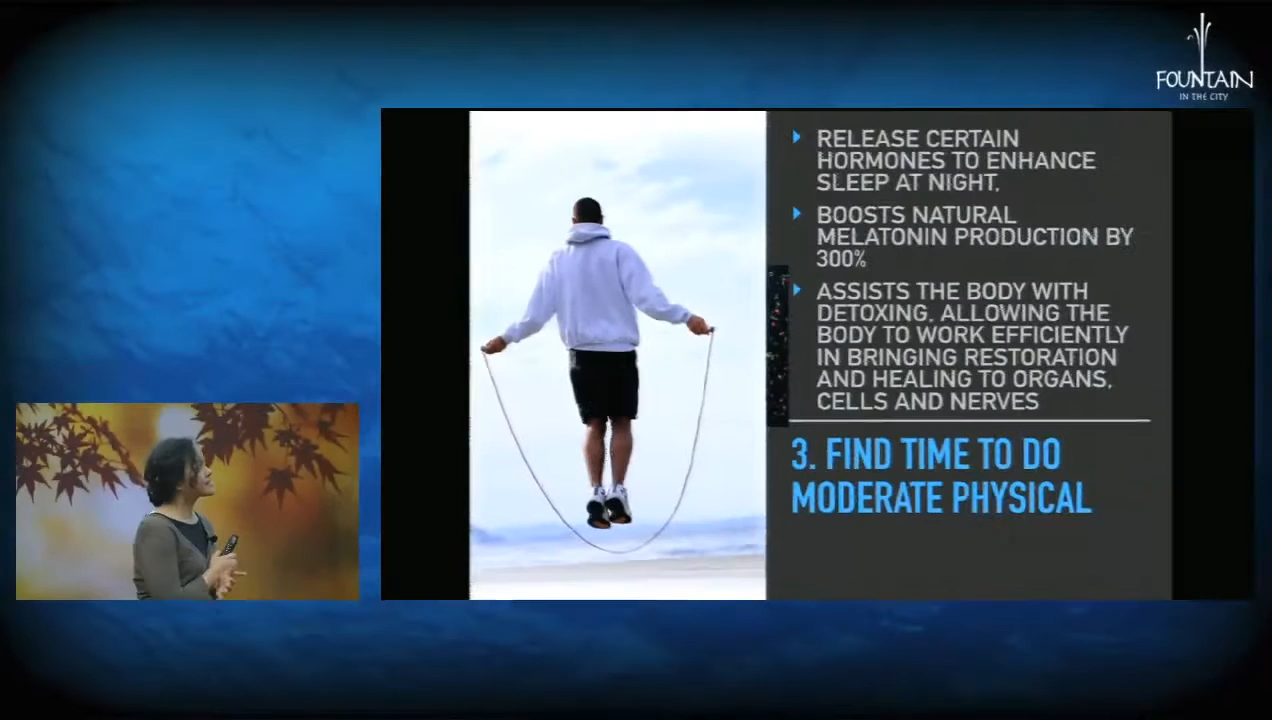 FOUNTAIN
IN THE CITY
RELEASE CERTAIN
HORMONES TO ENHANCE
SLEEP AT NIGHT.
BOOSTS NATURAL
MELATONIN PRODUCTION BY
300%
ASSISTS THE BODY WITH
DETOXING. ALLOWING THE
BODY TO WORK EFFICIENTLY
IN BRINGING RESTORATION
AND HEALING TO ORGANS,
CELLS AND NERVES
3. FIND TIME TO DO
MODERATE PHYSICAL